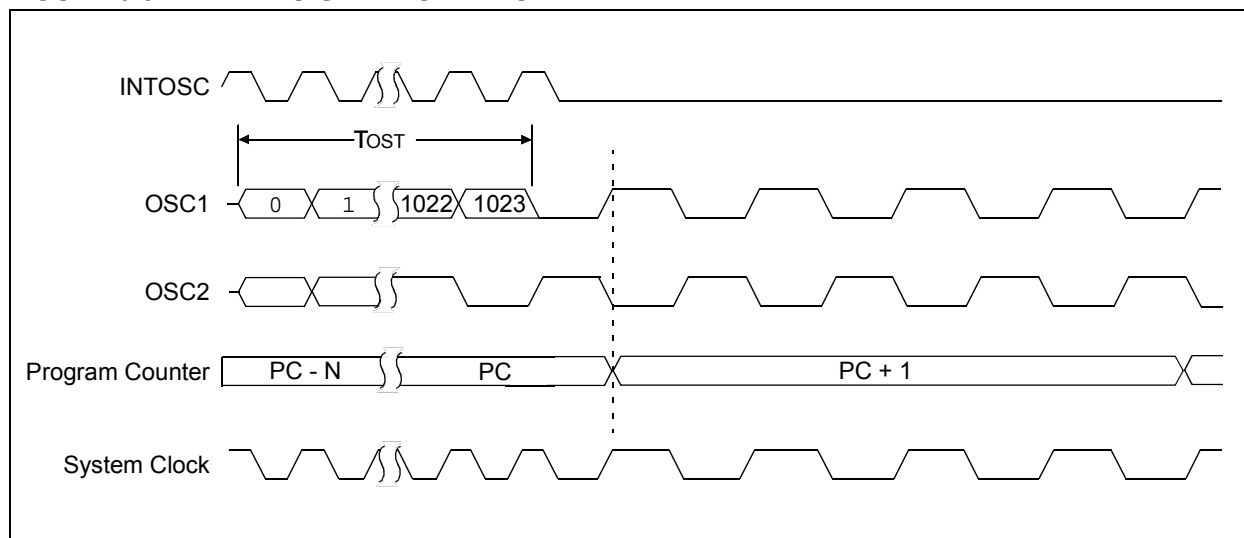 INTOSC
TOST
OSC1 0 1 1022 1023
OSC2
Program Counter PC - N PC PC + 1
System Clock